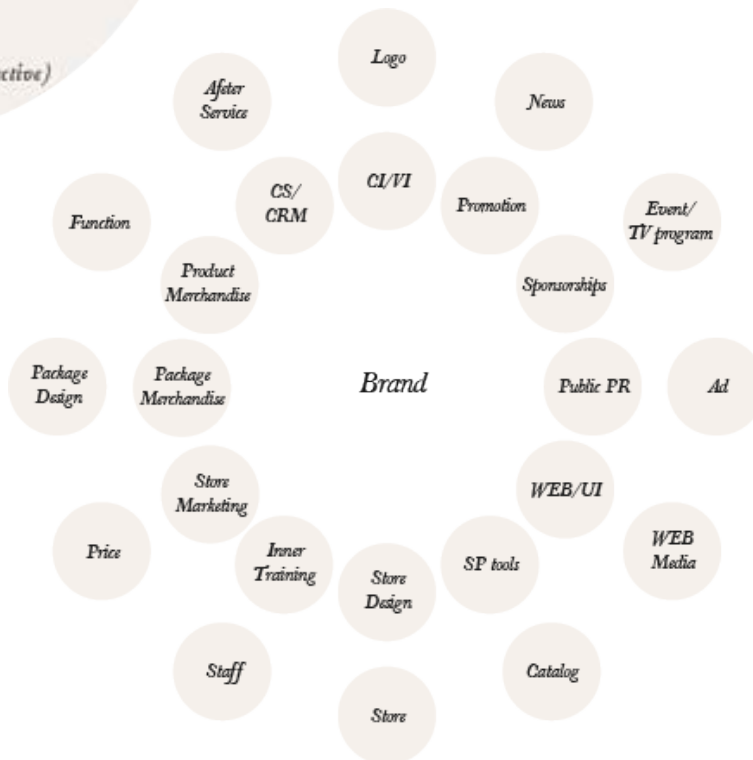 ctive)
Logo
After
Service
News
CS/
CRM
CI/VI
Promotion
Function
Event/
TV program
Product
Merchandise
Sponsorships
Package
Design
Package
Merchandise
Brand
Public PR
Ad
Store
Marketing
WEB/UI
Price
Inner
Training
Store
Design
SP tools
WEB
Media
Staff
Store
Catalog